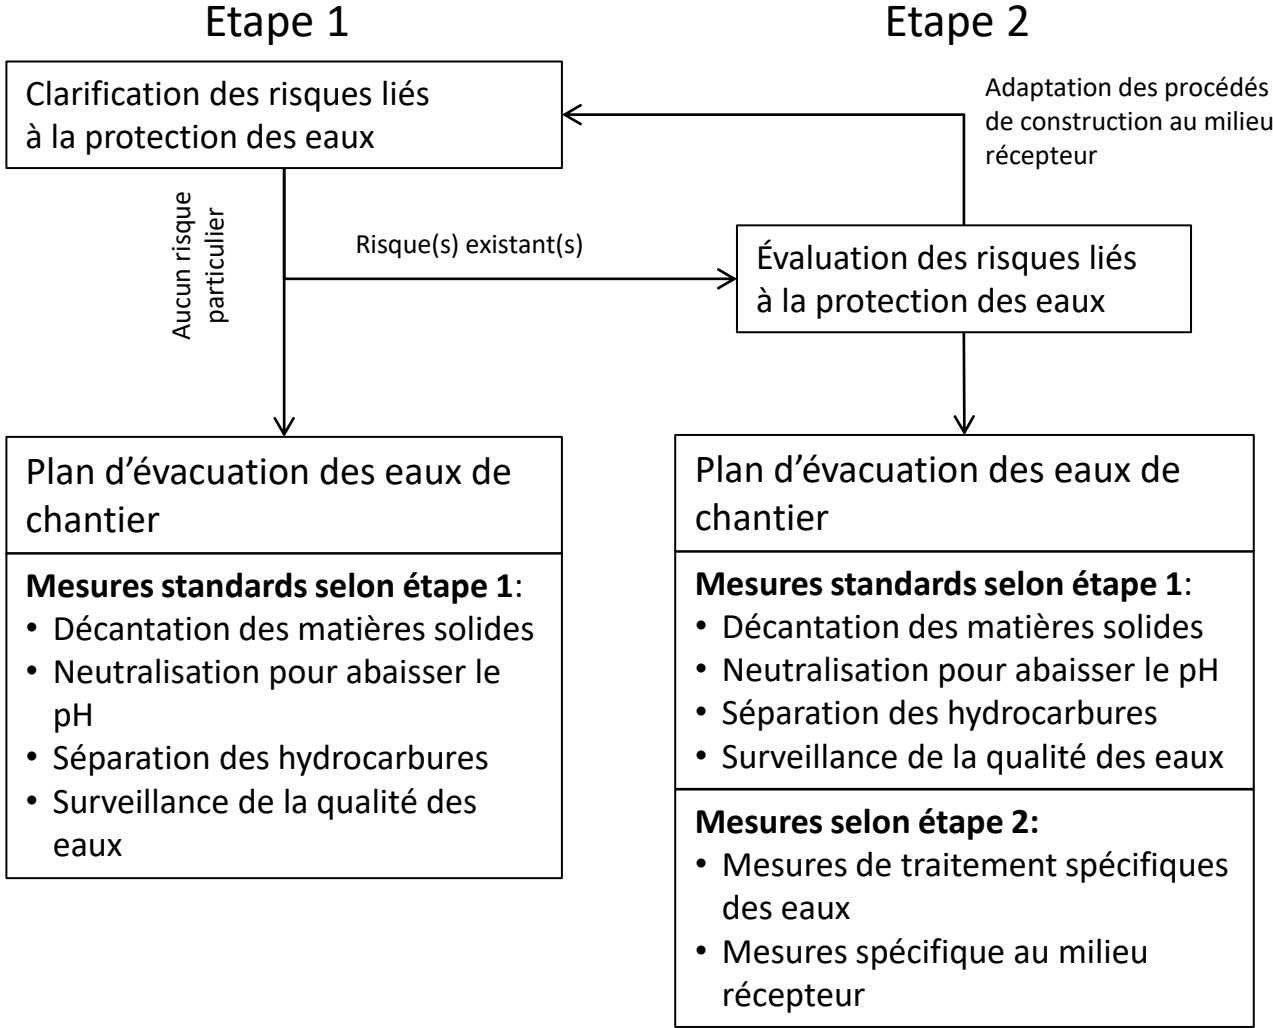 Etape 1
Clarification des risques liés
à la protection des eaux
Aucun risque
particulier
Risque(s) existant(s)
Plan d’évacuation des eaux de
chantier
Mesures standards selon étape 1:
• Décantation des matières solides
• Neutralisation pour abaisser le
pH
• Séparation des hydrocarbures
• Surveillance de la qualité des
eaux
Etape 2
Adaptation des procédés
de construction au milieu
récepteur
Évaluation des risques liés
à la protection des eaux
Plan d’évacuation des eaux de
chantier
Mesures standards selon étape 1:
• Décantation des matières solides
• Neutralisation pour abaisser le pH
• Séparation des hydrocarbures
• Surveillance de la qualité des eaux
Mesures selon étape 2:
• Mesures de traitement spécifiques
des eaux
• Mesures spécifique au milieu
récepteur